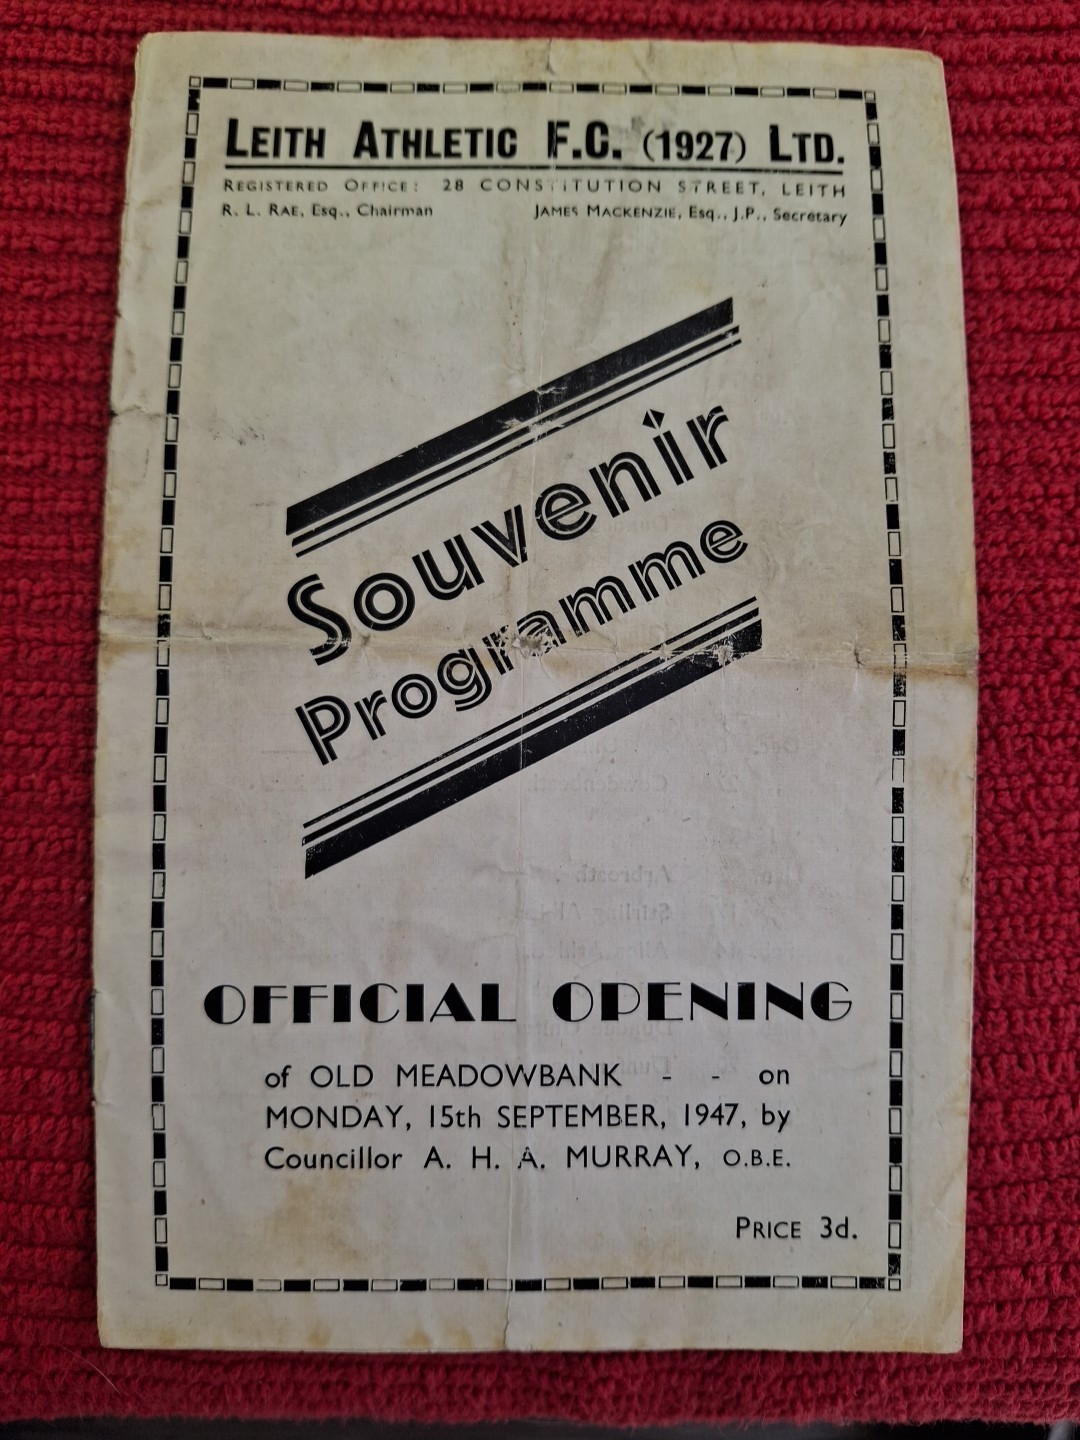 LEITH ATHLETIC F.C. (1927) LTD.
REGISTERED OFFICE: 28 CONSTITUTION STREET, LEITH
R. L. RAE, Esq., Chairman JAMES MACKENZIE, Esq., J.P., Secretary
Souvenir
Programme
OFFICIAL OPENING
of OLD MEADOWBANK - - on
MONDAY, 15th SEPTEMBER, 1947, by
Councillor A. H. A. MURRAY, O.B.E.
PRICE 3d.